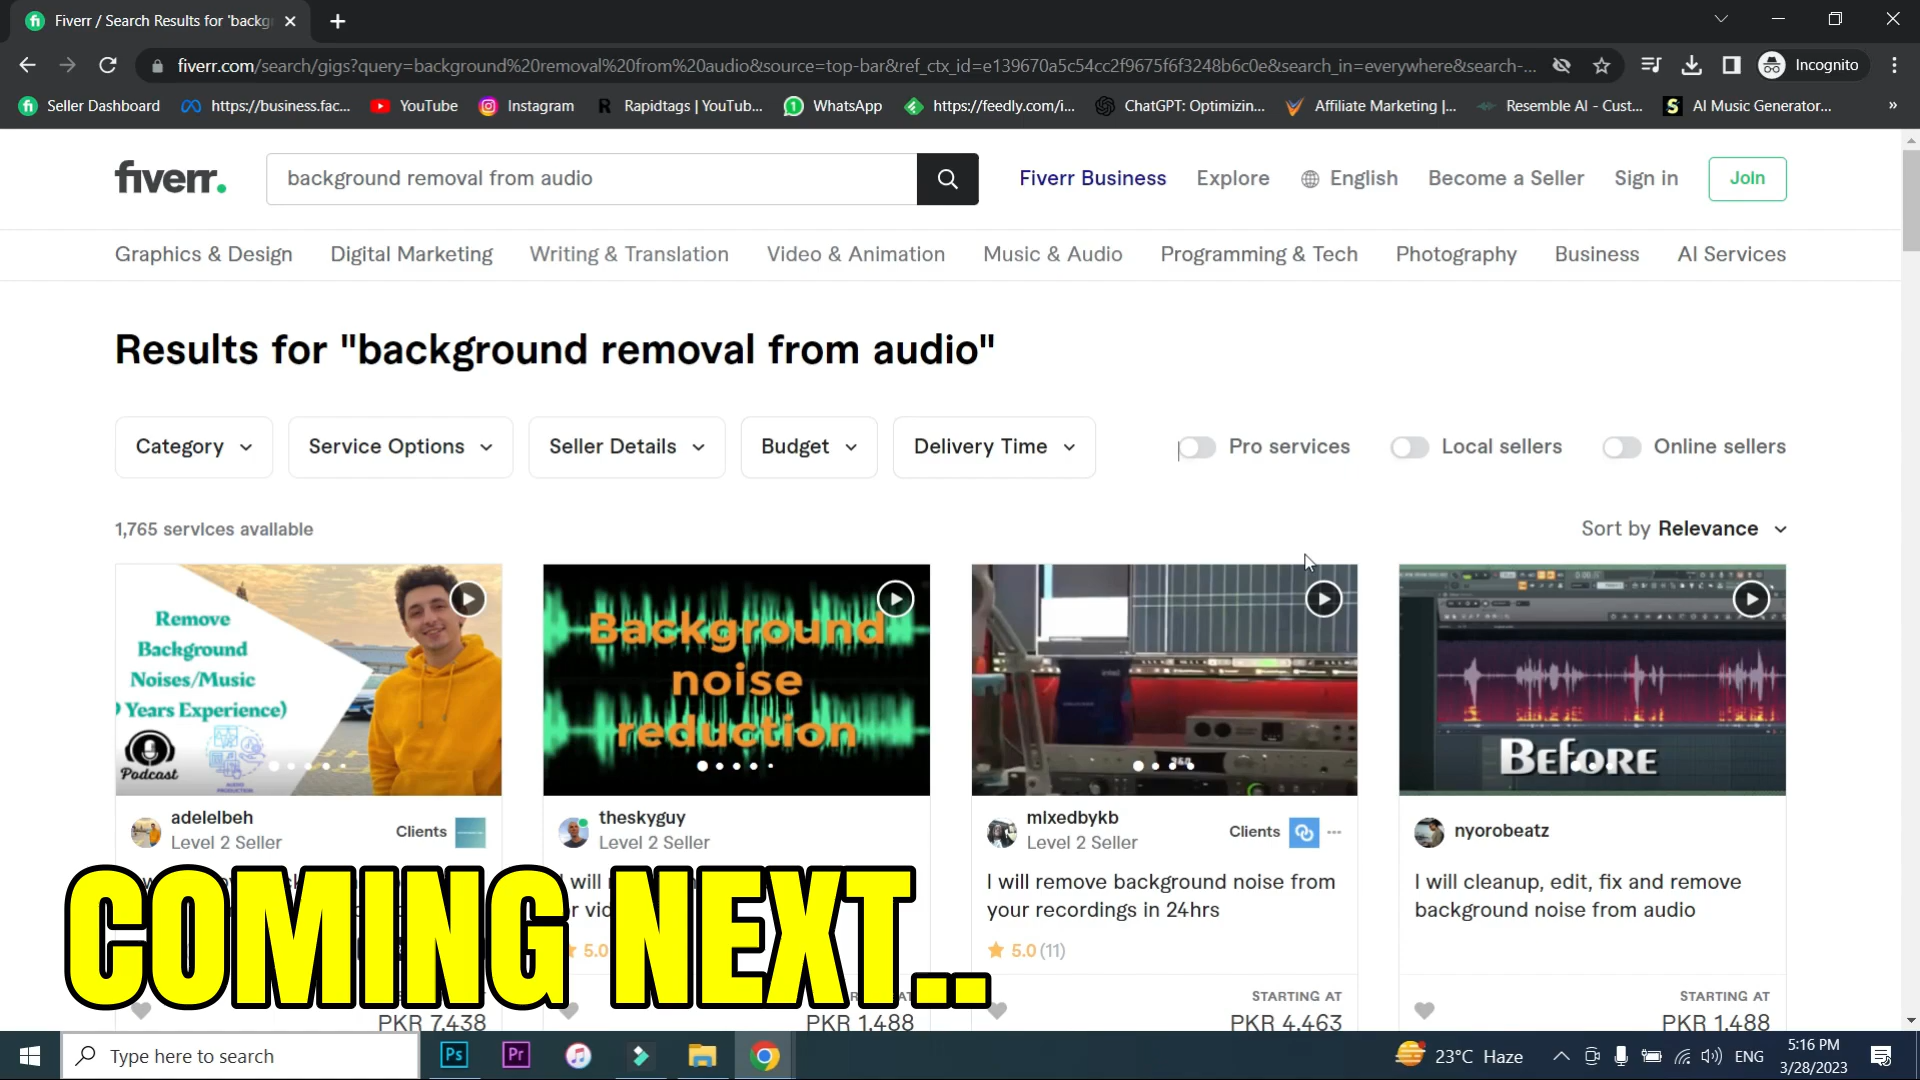 Fiverr / Search Results for 'backg
fiverr.com/search/gigs?query=background%20removal%20from%20audio&source=top-bar&ref_ctx_id=e139670a5c54cc2f9675f6f3248b6c0e&search_in=everywhere&search-...
Incognito
Seller Dashboard
https://business.fac...
YouTube
Instagram
Rapidtags | YouTub...
WhatsApp
https://feedly.com/i...
ChatGPT: Optimizin...
Affiliate Marketing |...
Resemble AI - Cust...
AI Music Generator...
fiverr.
background removal from audio
Fiverr Business
Explore
English
Become a Seller
Sign in
Join
Graphics & Design
Digital Marketing
Writing & Translation
Video & Animation
Music & Audio
Programming & Tech
Photography
Business
AI Services
Results for "background removal from audio"
Category
Service Options
Seller Details
Budget
Delivery Time
Pro services
Local sellers
Online sellers
1,765 services available
Sort by Relevance
Remove
Background
Noises/Music
Years Experience)
Podcast
AUDIO
PRODUCTION
Background
noise
reduction
intel
BEFORE
adelelbeh
Level 2 Seller
Clients
theskyguy
Level 2 Seller
mixedbykb
Level 2 Seller
Clients
nyorobeatz
I will
I will remove background noise from
your recordings in 24hrs
I will cleanup, edit, fix and remove
background noise from audio
5.0
5.0 (11)
COMING NEXT...
STARTING AT
STARTING AT
PKR 7,438
PKR 1,488
PKR 4,463
PKR 1,488
Type here to search
Ps
Pr
23°C Haze
ENG
5:16 PM
3/28/2023